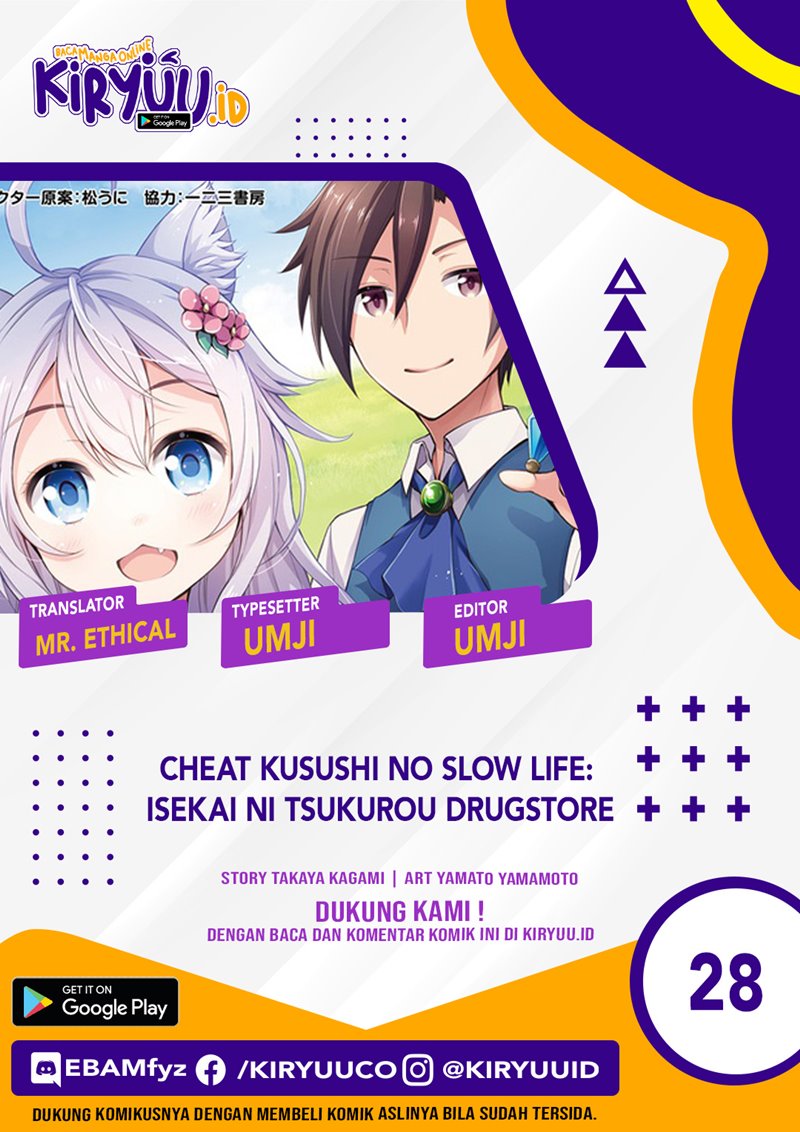 BACA MANGA ONLINE
KIRYUU.ID
GET IT ON
Google Play
クター原案:松うに 協力:一二三書房
TRANSLATOR
MR. ETHICAL
TYPESETTER
UMJI
EDITOR
UMJI
CHEAT KUSUSHI NO SLOW LIFE:
ISEKAI NI TSUKUROU DRUGSTORE
STORY TAKAYA KAGAMI | ART YAMATO YAMAMOTO
DUKUNG KAMI !
DENGAN BACA DAN KOMENTAR KOMIK INI DI KIRYUU.ID
28
GET IT ON
Google Play
EBAMfyz /KIRYUUCO @KIRYUUID
DUKUNG KOMIKUSNYA DENGAN MEMBELI KOMIK ASLINYA BILA SUDAH TERSIDA.